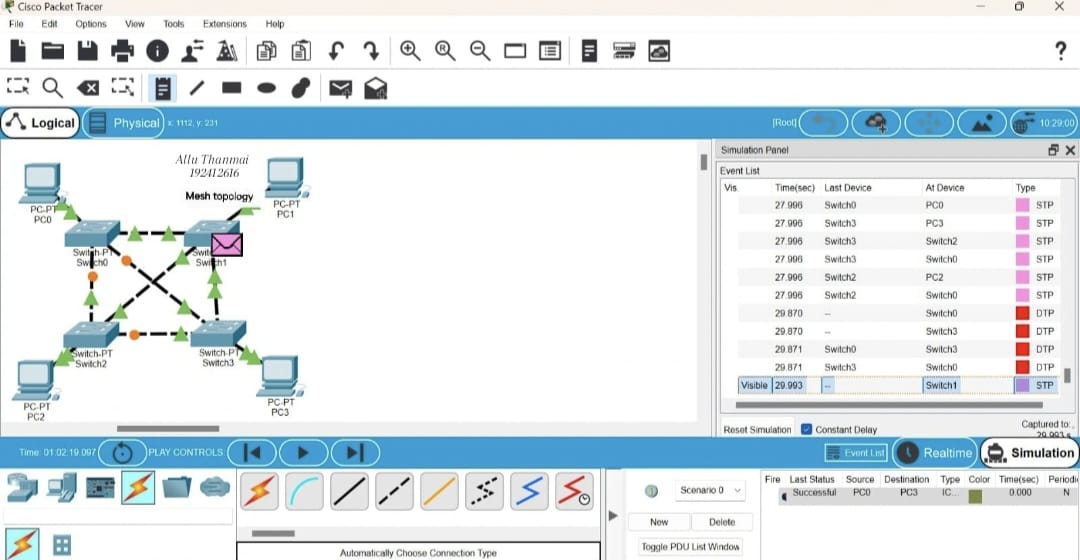 Cisco Packet Tracer
File Edit Options View Tools Extensions Help
Logical Physical x: 1112, y: 231 [Root] 10:29:00
Allu Thanmai
192412616
Mesh topology
PC-PT
PC0
PC-PT
PC1
Switch-PT
Switch0
Switch1
Switch-PT
Switch2
Switch-PT
Switch3
PC-PT
PC2
PC-PT
PC3
Simulation Panel
Event List
Vis. Time(sec) Last Device At Device Type
27.996 Switch0 PC0 STP
27.996 Switch3 PC3 STP
27.996 Switch3 Switch2 STP
27.996 Switch3 Switch0 STP
27.996 Switch2 PC2 STP
27.996 Switch2 Switch0 STP
29.870 -- Switch0 DTP
29.870 -- Switch3 DTP
29.871 Switch0 Switch3 DTP
29.871 Switch3 Switch0 DTP
Visible 29.993 -- Switch1 STP
Reset Simulation Constant Delay Captured to:
29.993 s
Time: 01:02:19.097 PLAY CONTROLS Event List Realtime Simulation
Scenario 0
New Delete
Toggle PDU List Window
Fire Last Status Source Destination Type Color Time(sec) Periodi
Successful PC0 PC3 IC... 0.000 N
Automatically Choose Connection Type